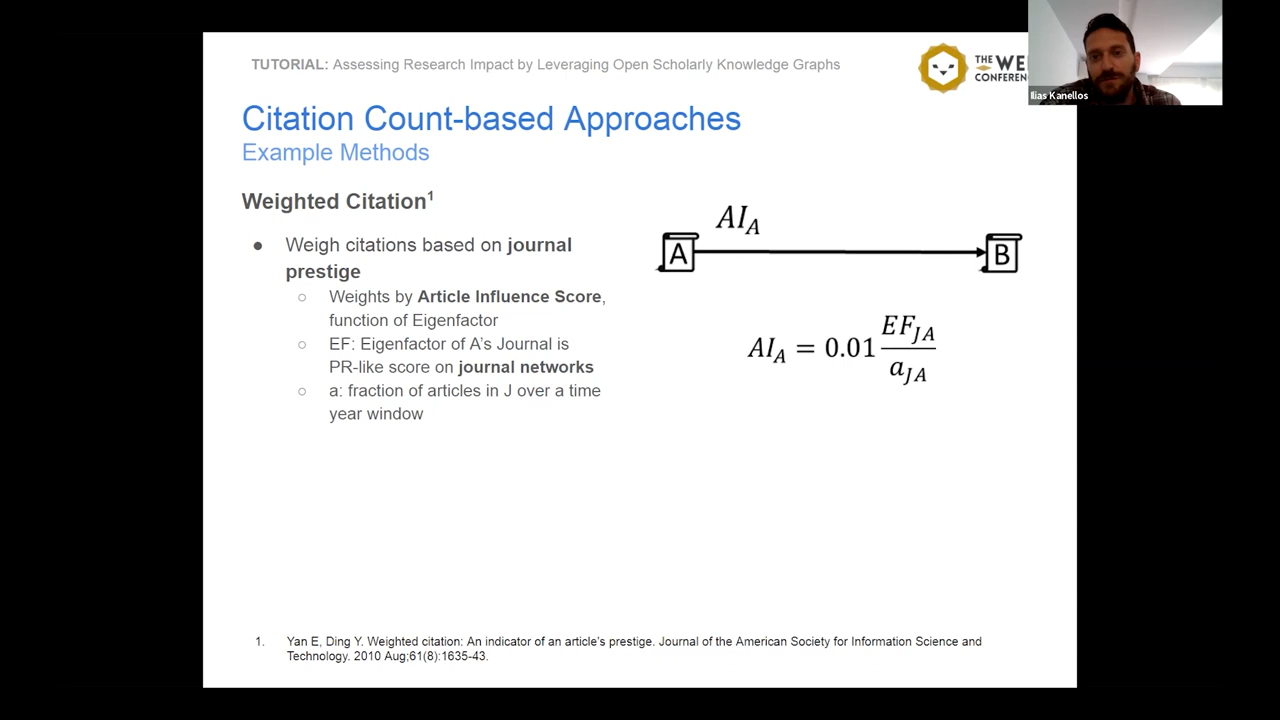 TUTORIAL: Assessing Research Impact by Leveraging Open Scholarly Knowledge Graphs
THE WE
CONFEREN
Ilias Kanellos
Citation Count-based Approaches
Example Methods
Weighted Citation¹
● Weigh citations based on journal
prestige
○ Weights by Article Influence Score,
function of Eigenfactor
○ EF: Eigenfactor of A's Journal is
PR-like score on journal networks
○ a: fraction of articles in J over a time
year window
AI_A
A
B
AI_A = 0.01 EF_JA / a_JA
1. Yan E, Ding Y. Weighted citation: An indicator of an article's prestige. Journal of the American Society for Information Science and
Technology. 2010 Aug;61(8):1635-43.